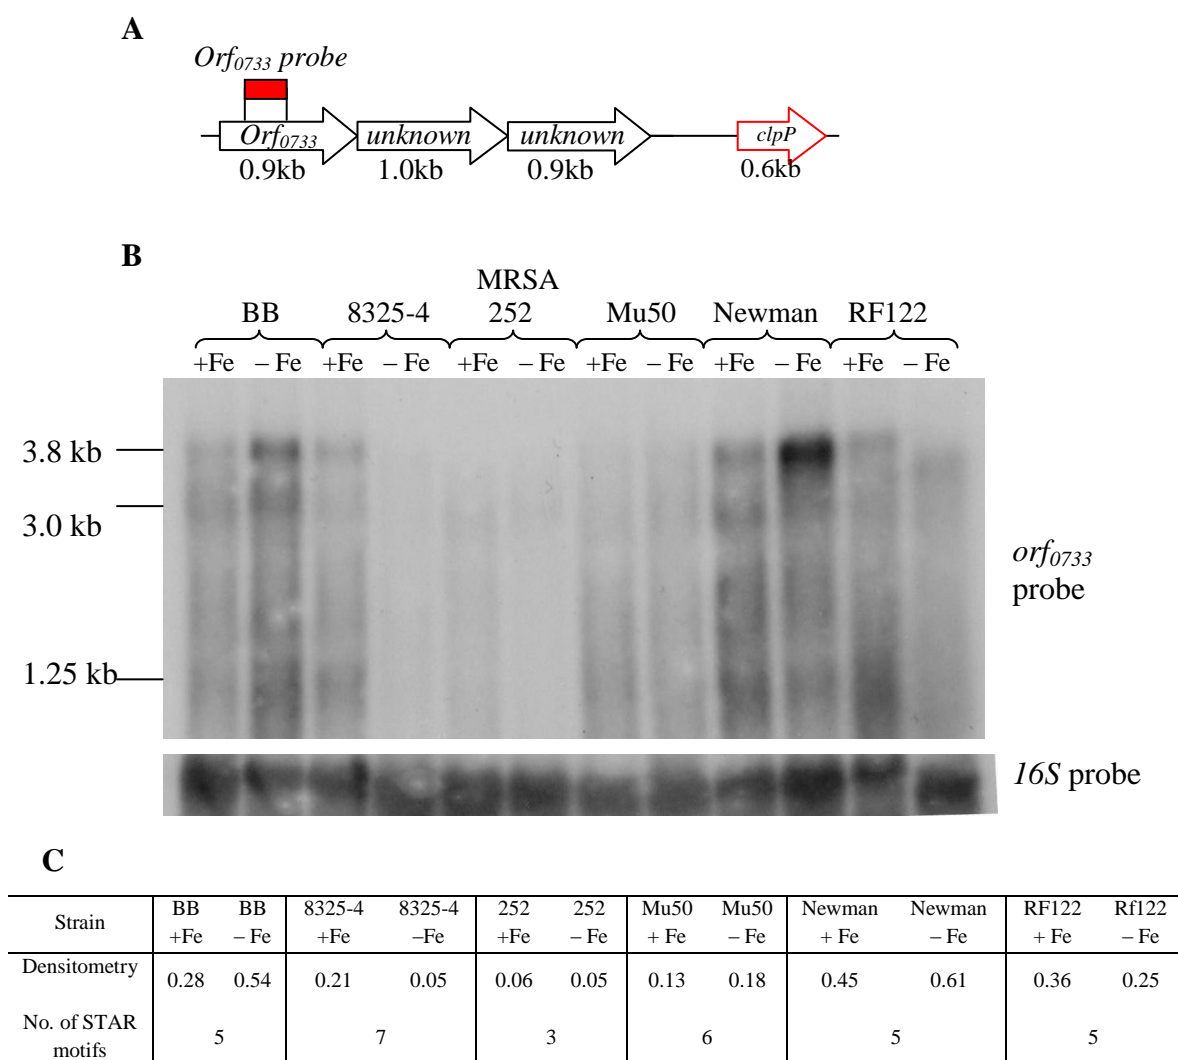 A
Orf0733 probe
Orf0733 unknown unknown clpP
0.9kb 1.0kb 0.9kb 0.6kb
B
MRSA
BB 8325-4 252 Mu50 Newman RF122
+Fe – Fe +Fe – Fe +Fe – Fe +Fe – Fe +Fe – Fe +Fe – Fe
3.8 kb
3.0 kb
orf0733
probe
1.25 kb
16S probe
C
Strain BB BB 8325-4 8325-4 252 252 Mu50 Mu50 Newman Newman RF122 Rf122
+Fe – Fe +Fe –Fe +Fe – Fe + Fe – Fe + Fe – Fe + Fe – Fe
Densitometry 0.28 0.54 0.21 0.05 0.06 0.05 0.13 0.18 0.45 0.61 0.36 0.25
No. of STAR
motifs 5 7 3 6 5 5